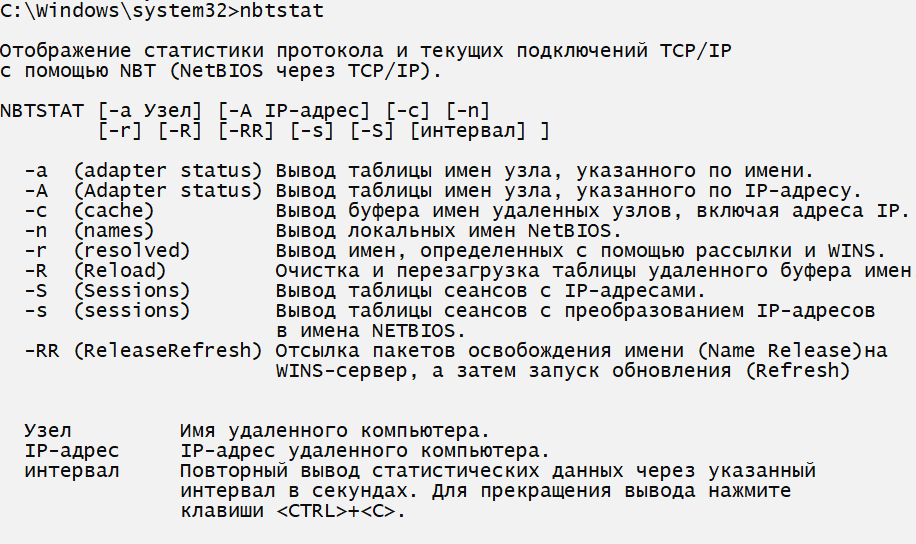 C:\Windows\system32>nbtstat
Отображение статистики протокола и текущих подключений TCP/IP
с помощью NBT (NetBIOS через TCP/IP).
NBTSTAT [-a Узел] [-A IP-адрес] [-c] [-n]
[-r] [-R] [-RR] [-s] [-S] [интервал] ]
-a (adapter status) Вывод таблицы имен узла, указанного по имени.
-A (Adapter status) Вывод таблицы имен узла, указанного по IP-адресу.
-c (cache) Вывод буфера имен удаленных узлов, включая адреса IP.
-n (names) Вывод локальных имен NetBIOS.
-r (resolved) Вывод имен, определенных с помощью рассылки и WINS.
-R (Reload) Очистка и перезагрузка таблицы удаленного буфера имен
-S (Sessions) Вывод таблицы сеансов с IP-адресами.
-s (sessions) Вывод таблицы сеансов с преобразованием IP-адресов
в имена NETBIOS.
-RR (ReleaseRefresh) Отсылка пакетов освобождения имени (Name Release)на
WINS-сервер, а затем запуск обновления (Refresh)
Узел Имя удаленного компьютера.
IP-адрес IP-адрес удаленного компьютера.
интервал Повторный вывод статистических данных через указанный
интервал в секундах. Для прекращения вывода нажмите
клавиши <CTRL>+<C>.